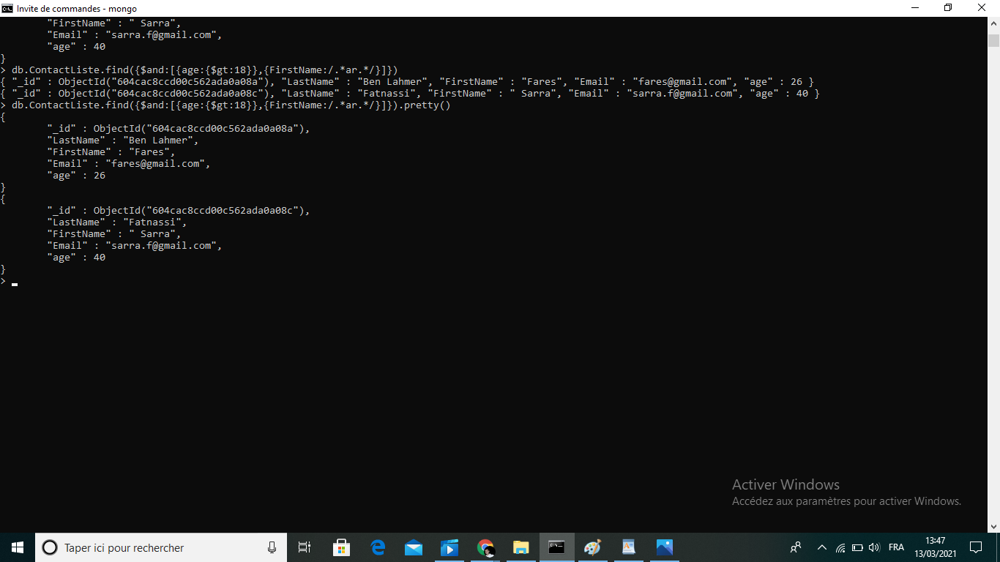 Invite de commandes - mongo
        "FirstName" : " Sarra",
        "Email" : "sarra.f@gmail.com",
        "age" : 40
}
> db.ContactListe.find({$and:[{age:{$gt:18}},{FirstName:/.*ar.*/}]})
{ "_id" : ObjectId("604cac8ccd00c562ada0a08a"), "LastName" : "Ben Lahmer", "FirstName" : "Fares", "Email" : "fares@gmail.com", "age" : 26 }
{ "_id" : ObjectId("604cac8ccd00c562ada0a08c"), "LastName" : "Fatnassi", "FirstName" : " Sarra", "Email" : "sarra.f@gmail.com", "age" : 40 }
> db.ContactListe.find({$and:[{age:{$gt:18}},{FirstName:/.*ar.*/}]}).pretty()
{
        "_id" : ObjectId("604cac8ccd00c562ada0a08a"),
        "LastName" : "Ben Lahmer",
        "FirstName" : "Fares",
        "Email" : "fares@gmail.com",
        "age" : 26
}
{
        "_id" : ObjectId("604cac8ccd00c562ada0a08c"),
        "LastName" : "Fatnassi",
        "FirstName" : " Sarra",
        "Email" : "sarra.f@gmail.com",
        "age" : 40
}
>
Activer Windows
Accédez aux paramètres pour activer Windows.
Taper ici pour rechercher
FRA
13:47
13/03/2021